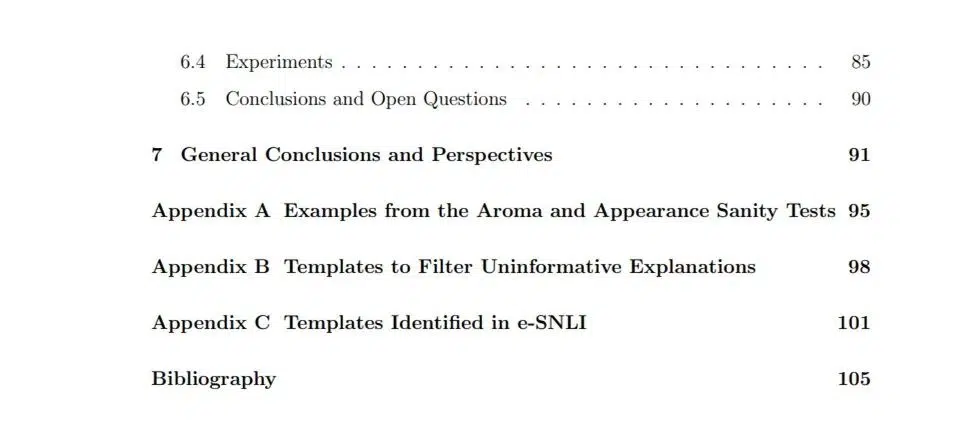 6.4 Experiments . . . . . . . . . . . . . . . . . . . . . . . . . . . . . . . . 85
6.5 Conclusions and Open Questions . . . . . . . . . . . . . . . . . . . . 90
7 General Conclusions and Perspectives 91
Appendix A Examples from the Aroma and Appearance Sanity Tests 95
Appendix B Templates to Filter Uninformative Explanations 98
Appendix C Templates Identified in e-SNLI 101
Bibliography 105